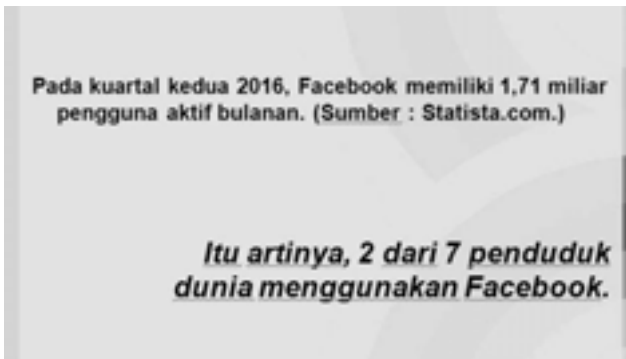 Pada kuartal kedua 2016, Facebook memiliki 1,71 miliar
pengguna aktif bulanan. (Sumber : Statista.com.)
Itu artinya, 2 dari 7 penduduk
dunia menggunakan Facebook.